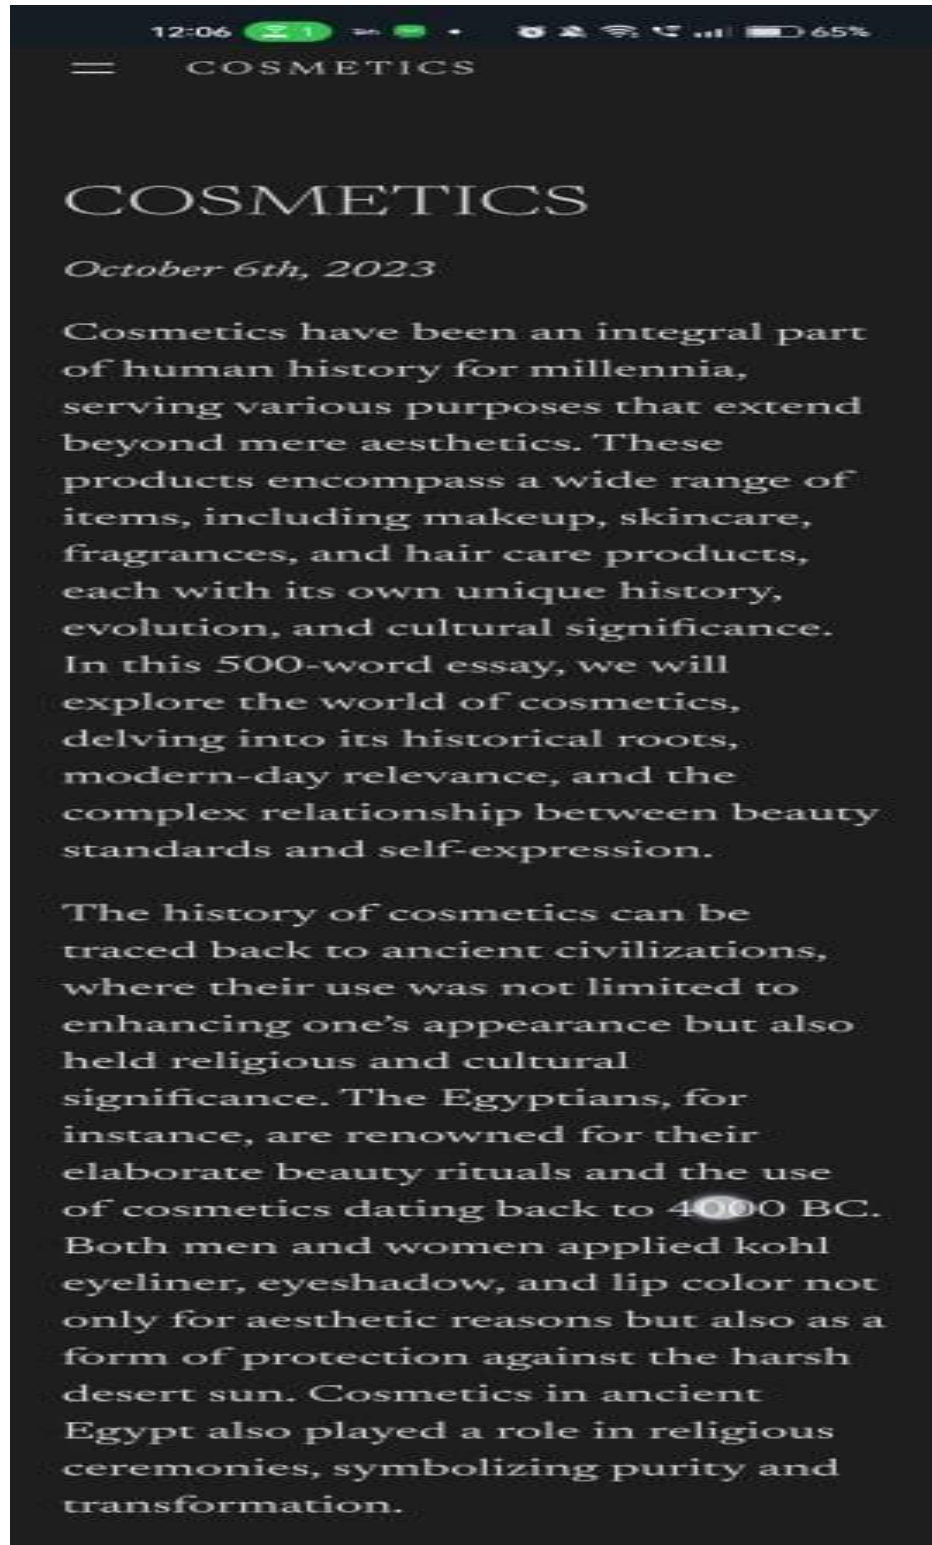 12:06 1 65%
COSMETICS
COSMETICS
October 6th, 2023
Cosmetics have been an integral part
of human history for millennia,
serving various purposes that extend
beyond mere aesthetics. These
products encompass a wide range of
items, including makeup, skincare,
fragrances, and hair care products,
each with its own unique history,
evolution, and cultural significance.
In this 500-word essay, we will
explore the world of cosmetics,
delving into its historical roots,
modern-day relevance, and the
complex relationship between beauty
standards and self-expression.
The history of cosmetics can be
traced back to ancient civilizations,
where their use was not limited to
enhancing one’s appearance but also
held religious and cultural
significance. The Egyptians, for
instance, are renowned for their
elaborate beauty rituals and the use
of cosmetics dating back to 4000 BC.
Both men and women applied kohl
eyeliner, eyeshadow, and lip color not
only for aesthetic reasons but also as a
form of protection against the harsh
desert sun. Cosmetics in ancient
Egypt also played a role in religious
ceremonies, symbolizing purity and
transformation.